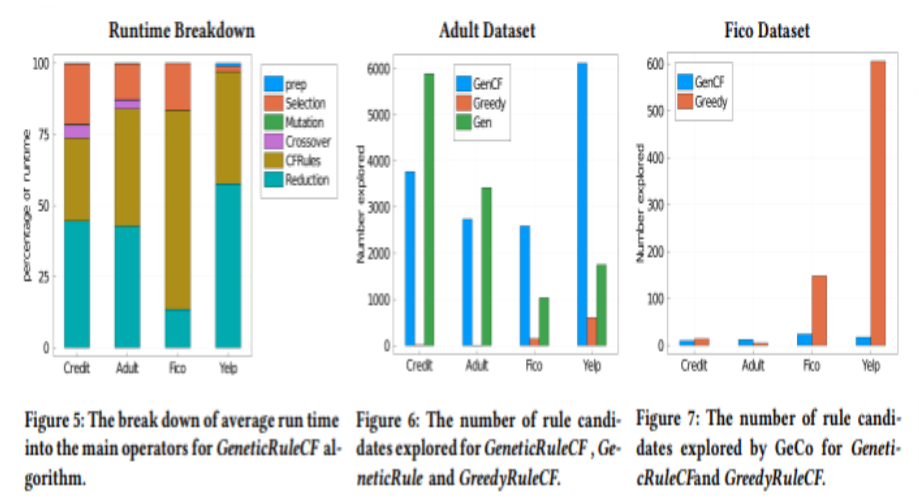 Runtime Breakdown
percentage or runtime
100
75
50
25
0
Credit Adult Fico Yelp
prep
Selection
Mutation
Crossover
CFRules
Reduction
Figure 5: The break down of average run time
into the main operators for GeneticRuleCF al-
gorithm.
Adult Dataset
Number explored
6000
5000
4000
3000
2000
1000
0
Credit Adult Fico Yelp
GenCF
Greedy
Gen
Figure 6: The number of rule candi-
dates explored for GeneticRuleCF , Ge-
neticRule and GreedyRuleCF.
Fico Dataset
Number explored
600
500
400
300
200
100
0
Credit Adult Fico Yelp
GenCF
Greedy
Figure 7: The number of rule candi-
dates explored by GeCo for Geneti-
cRuleCFand GreedyRuleCF.